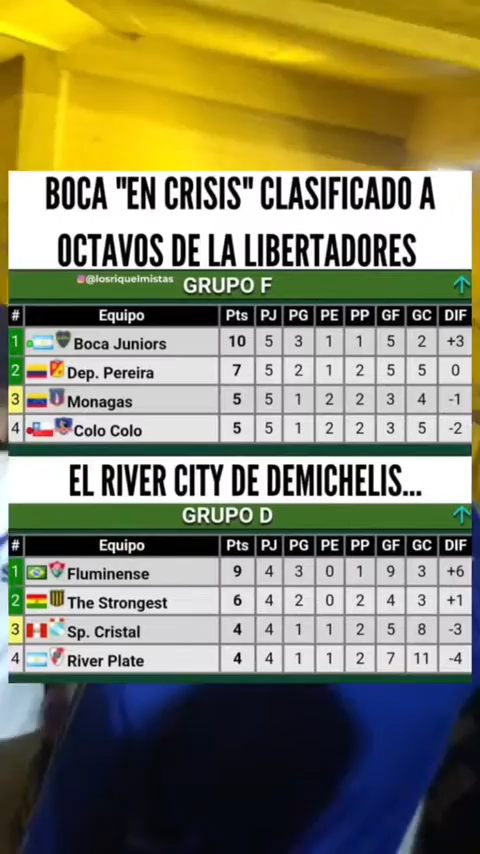 BOCA "EN CRISIS" CLASIFICADO A
OCTAVOS DE LA LIBERTADORES
@losriquelmistas GRUPO F
# Equipo Pts PJ PG PE PP GF GC DIF
1 Boca Juniors 10 5 3 1 1 5 2 +3
2 Dep. Pereira 7 5 2 1 2 5 5 0
3 Monagas 5 5 1 2 2 3 4 -1
4 Colo Colo 5 5 1 2 2 3 5 -2
EL RIVER CITY DE DEMICHELIS...
GRUPO D
# Equipo Pts PJ PG PE PP GF GC DIF
1 Fluminense 9 4 3 0 1 9 3 +6
2 The Strongest 6 4 2 0 2 4 3 +1
3 Sp. Cristal 4 4 1 1 2 5 8 -3
4 River Plate 4 4 1 1 2 7 11 -4